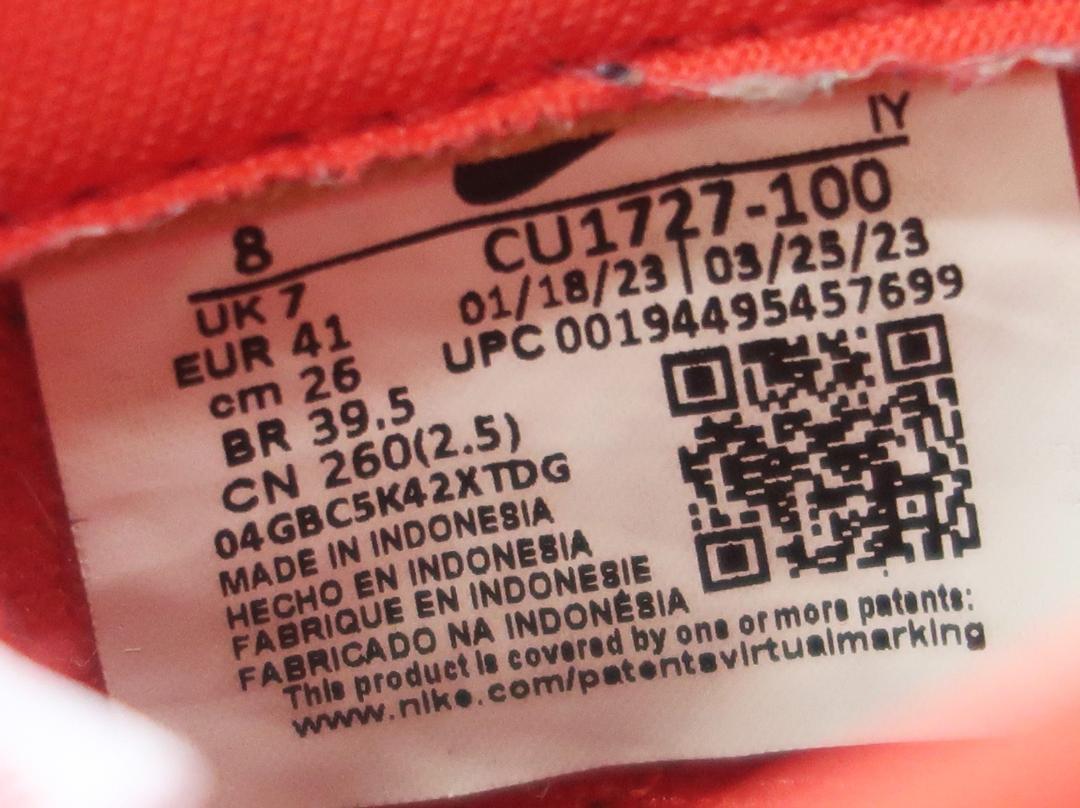 IY
8
CU1727-100
UK 7
01/18/23 | 03/25/23
EUR 41
UPC 00194495457699
cm 26
BR 39.5
CN 260(2.5)
04GBC5K42XTDG
MADE IN INDONESIA
HECHO EN INDONESIA
FABRIQUE EN INDONESIE
FABRICADO NA INDONÉSIA
This product is covered by one or more patents:
www.nike.com/patentsvirtualmarking